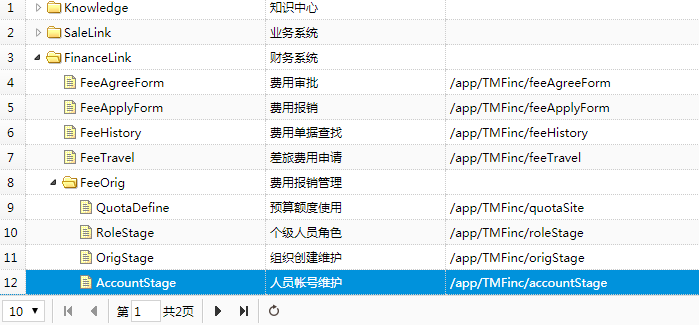 1 Knowledge 知识中心
2 SaleLink 业务系统
3 FinanceLink 财务系统
4 FeeAgreeForm 费用审批 /app/TMFinc/feeAgreeForm
5 FeeApplyForm 费用报销 /app/TMFinc/feeApplyForm
6 FeeHistory 费用单据查找 /app/TMFinc/feeHistory
7 FeeTravel 差旅费用申请 /app/TMFinc/feeTravel
8 FeeOrig 费用报销管理
9 QuotaDefine 预算额度使用 /app/TMFinc/quotaSite
10 RoleStage 个级人员角色 /app/TMFinc/roleStage
11 OrigStage 组织创建维护 /app/TMFinc/origStage
12 AccountStage 人员帐号维护 /app/TMFinc/accountStage
10 第 1 共2页